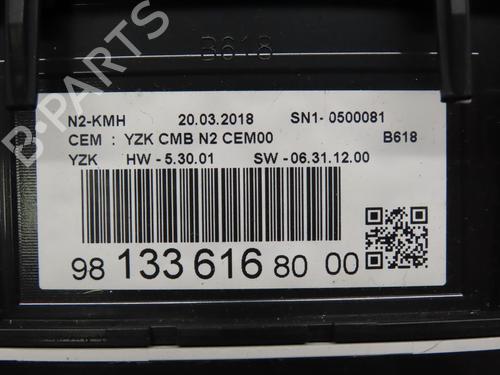 B618
N2-KMH 20.03.2018 SN1- 0500081
CEM : YZK CMB N2 CEM00 B618
YZK HW - 5.30.01 SW - 06.31.12.00
98 133 616 80 00
B-PARTS